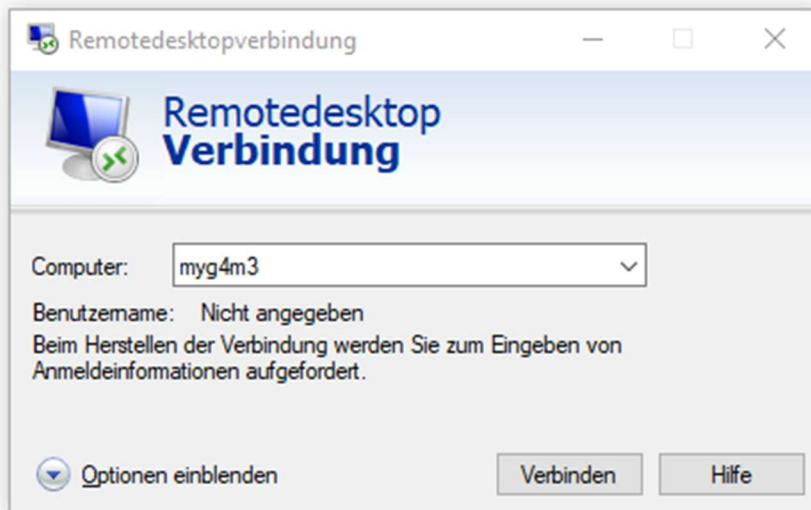 Remotedesktopverbindung
Remotedesktop
Verbindung
Computer: myg4m3
Benutzername: Nicht angegeben
Beim Herstellen der Verbindung werden Sie zum Eingeben von
Anmeldeinformationen aufgefordert.
Optionen einblenden Verbinden Hilfe